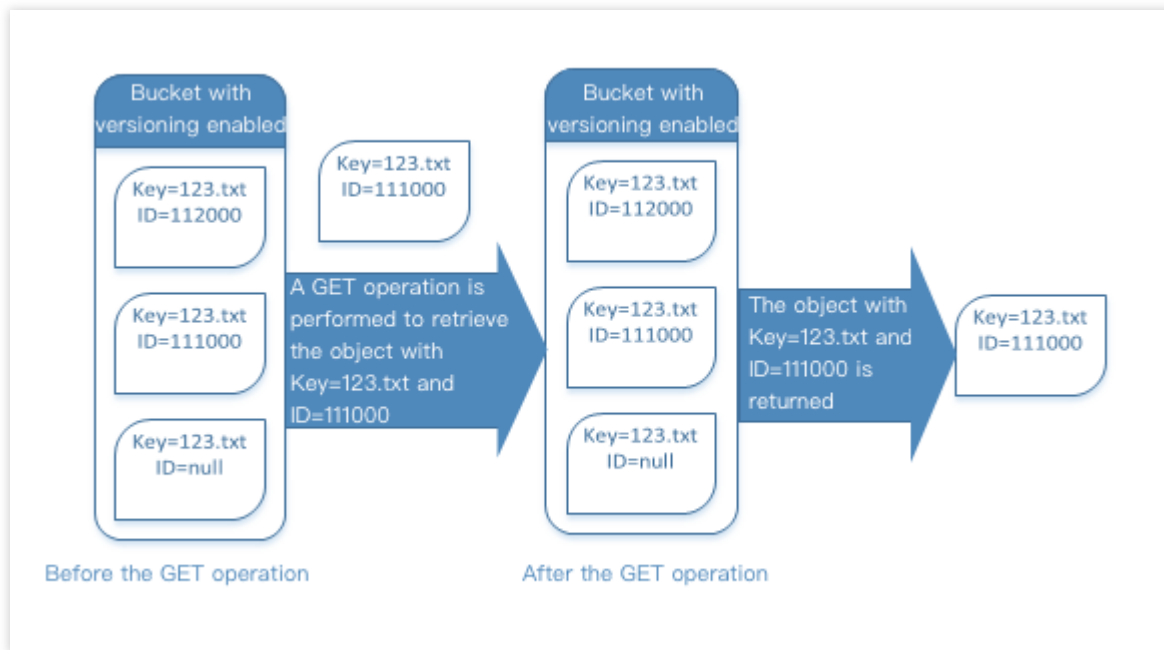 Bucket with
versioning enabled
Key=123.txt
ID=112000
Key=123.txt
ID=111000
Key=123.txt
ID=null
Before the GET operation
Key=123.txt
ID=111000
A GET operation is
performed to retrieve
the object with
Key=123.txt and
ID=111000
Bucket with
versioning enabled
Key=123.txt
ID=112000
Key=123.txt
ID=111000
Key=123.txt
ID=null
After the GET operation
The object with
Key=123.txt and
ID=111000 is
returned
Key=123.txt
ID=111000